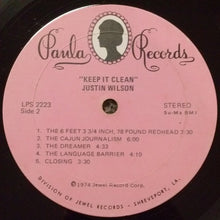 Paula Records
"KEEP IT CLEAN"
JUSTIN WILSON
LPS 2223
Side 2
STEREO
Su-Ma BMI
1. THE 6 FEET 3 3/4 INCH, 78 POUND REDHEAD 7:30
2. THE CAJUN JOURNALISM 6:00
3. THE DREAMER 4:33
4. THE LANGUAGE BARRIER 4:10
5. CLOSING 3:30
℗ 1974 Jewel Record Corp.
DIVISION OF JEWEL RECORDS - SHREVEPORT, LA.